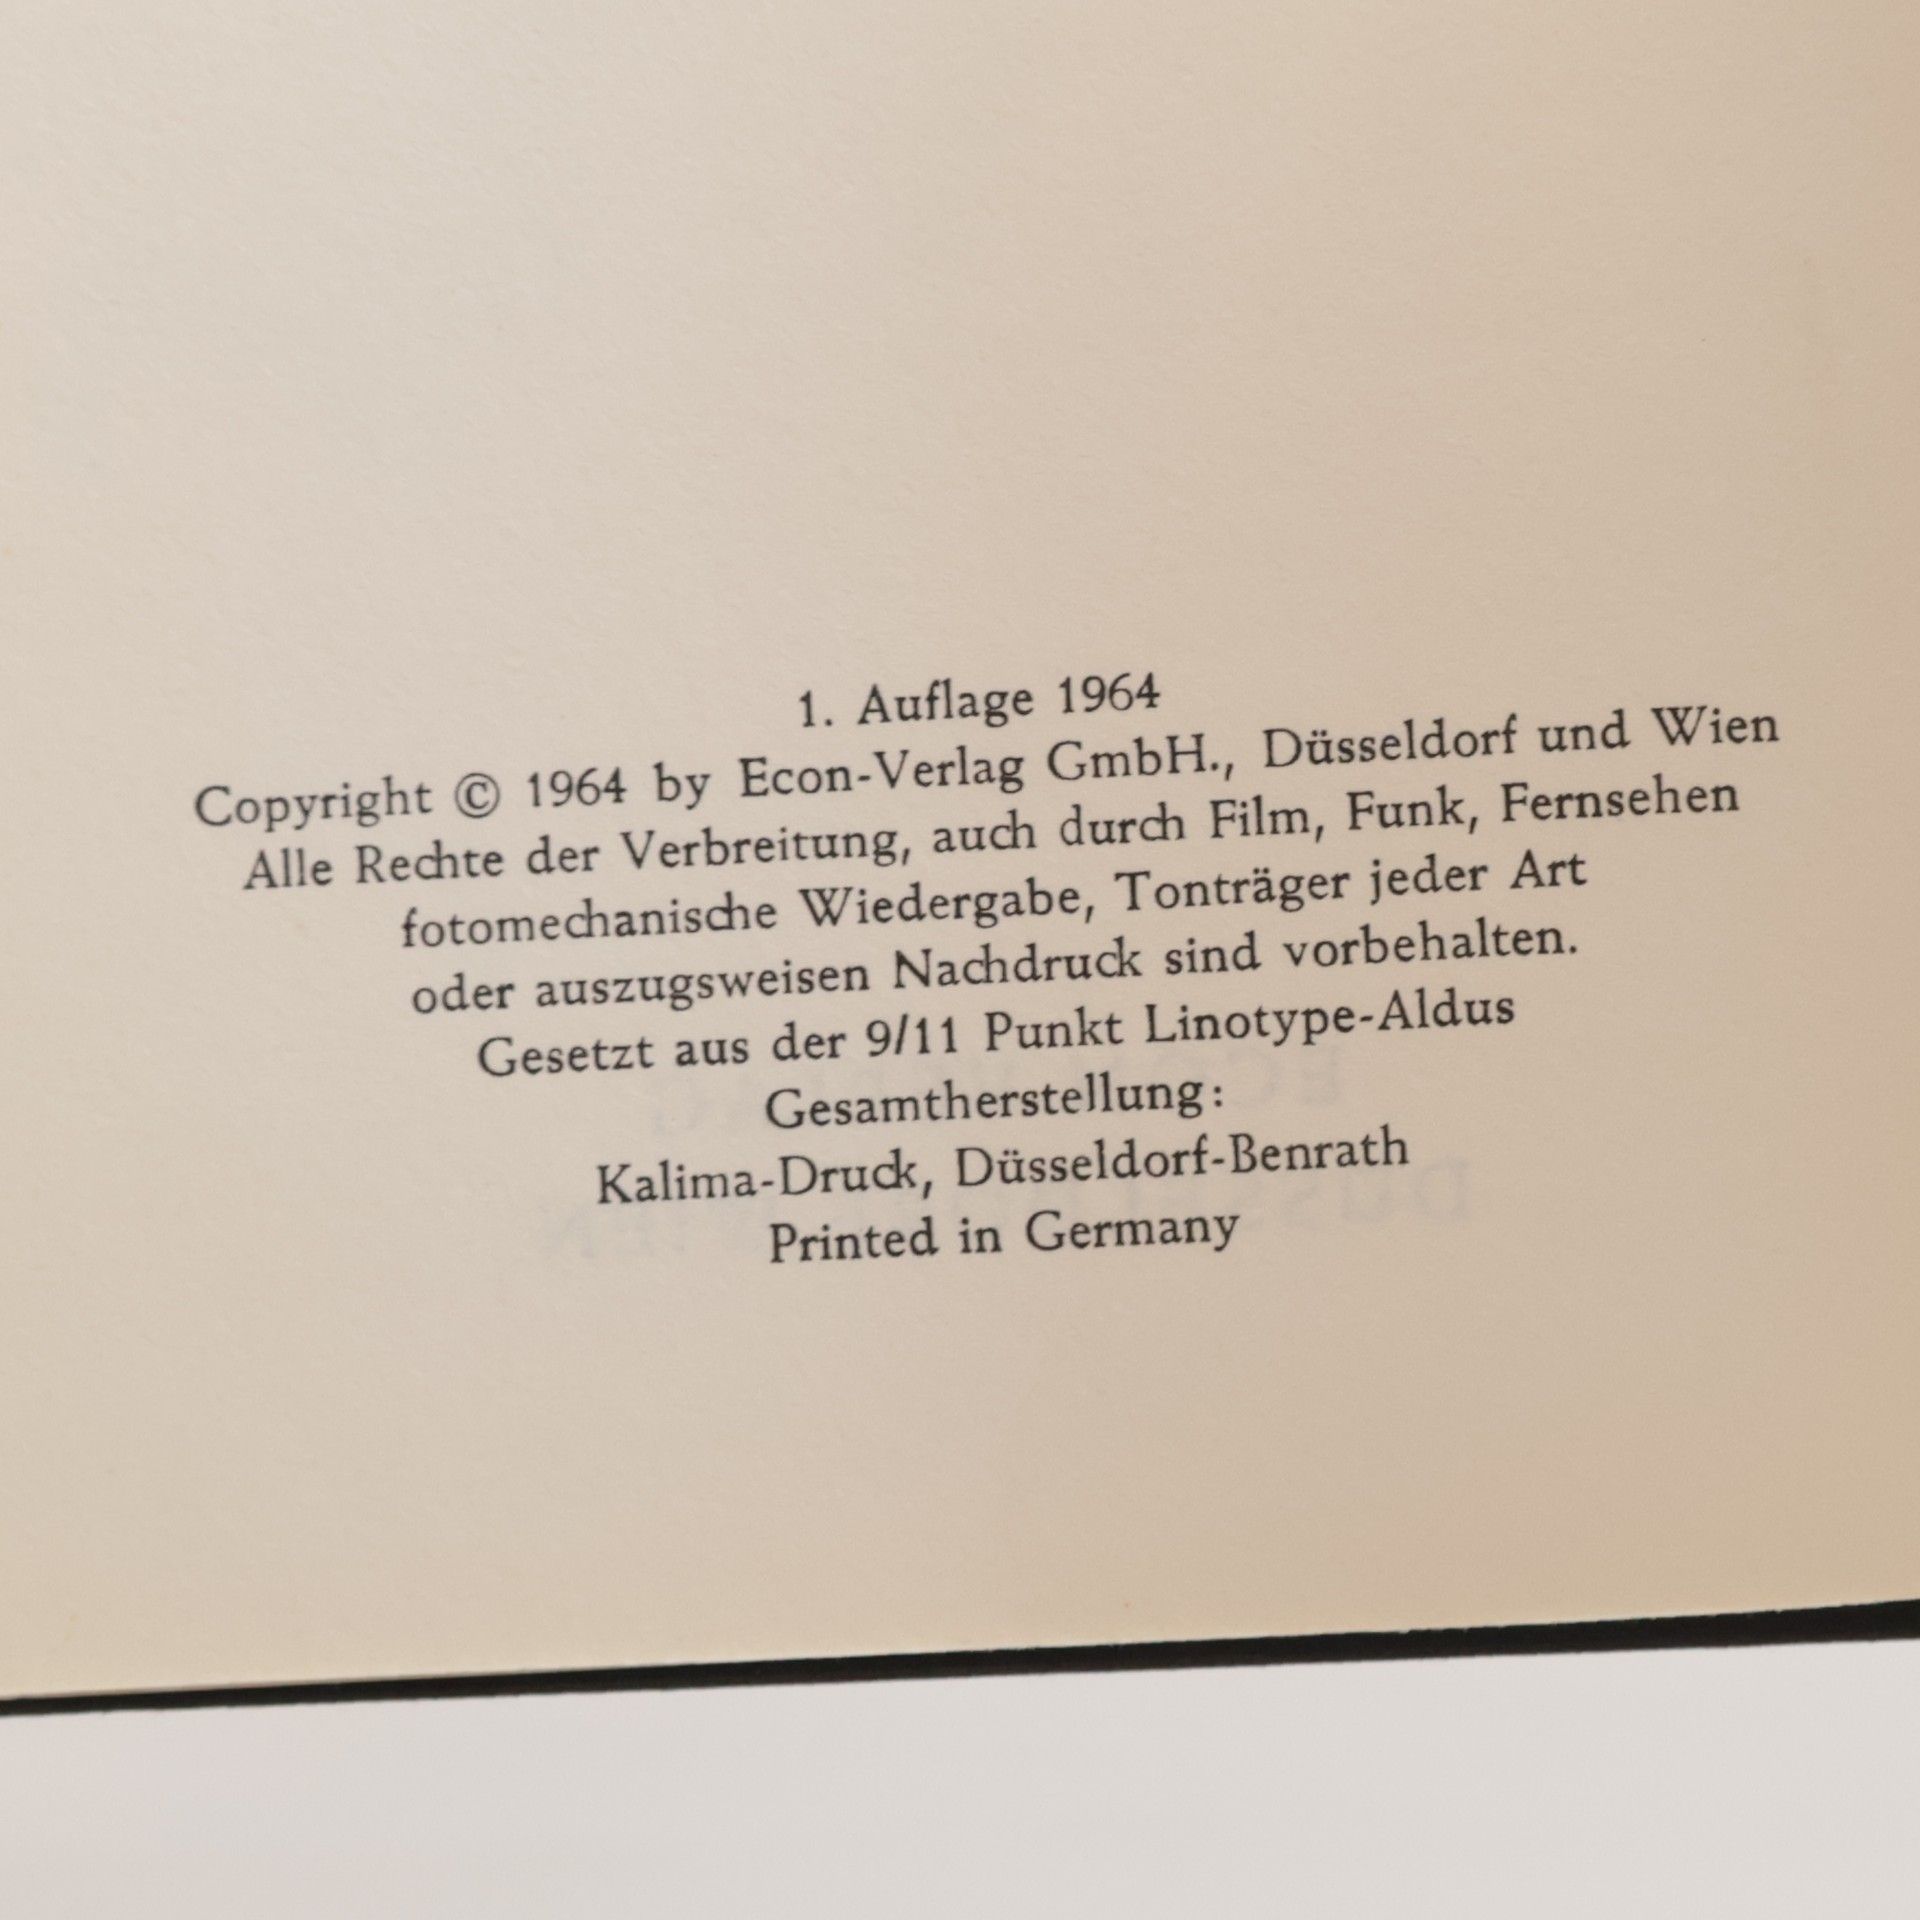 1. Auflage 1964
Copyright © 1964 by Econ-Verlag GmbH., Düsseldorf und Wien
Alle Rechte der Verbreitung, auch durch Film, Funk, Fernsehen
fotomechanische Wiedergabe, Tonträger jeder Art
oder auszugsweisen Nachdruck sind vorbehalten.
Gesetzt aus der 9/11 Punkt Linotype-Aldus
Gesamtherstellung:
Kalima-Druck, Düsseldorf-Benrath
Printed in Germany